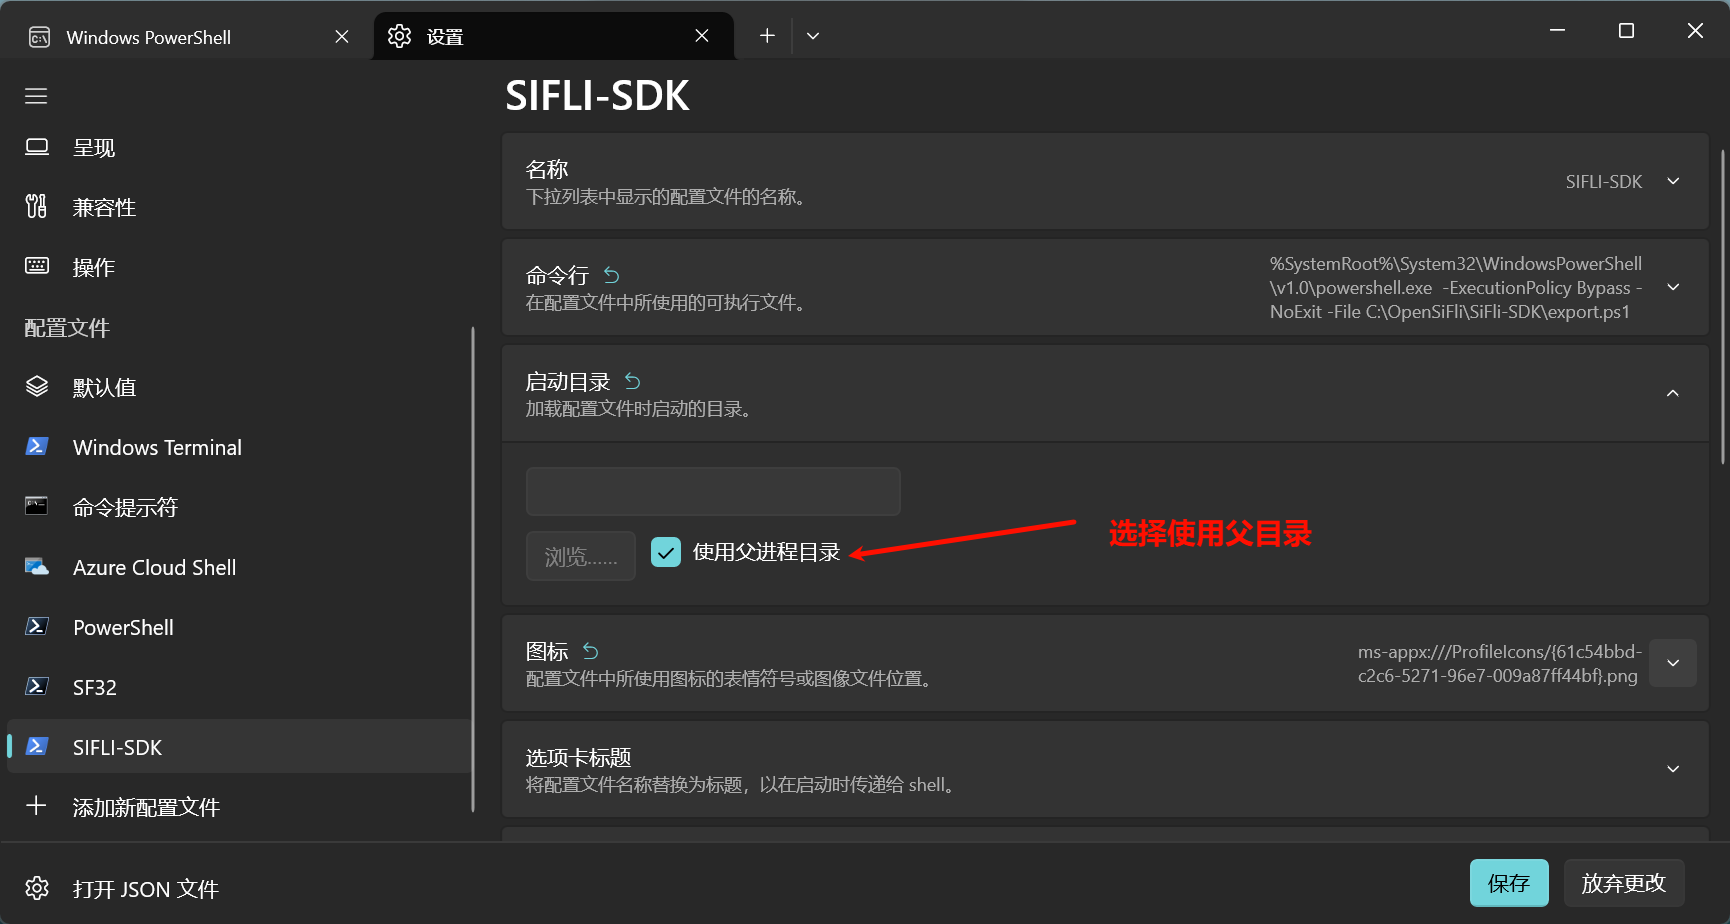 Windows PowerShell
设置
呈现
兼容性
操作
配置文件
默认值
Windows Terminal
命令提示符
Azure Cloud Shell
PowerShell
SF32
SIFLI-SDK
添加新配置文件
打开 JSON 文件
SIFLI-SDK
名称
下拉列表中显示的配置文件的名称。
SIFLI-SDK
命令行
在配置文件中所使用的可执行文件。
%SystemRoot%\System32\WindowsPowerShell
\v1.0\powershell.exe -ExecutionPolicy Bypass -
NoExit -File C:\OpenSiFli\SiFli-SDK\export.ps1
启动目录
加载配置文件时启动的目录。
浏览......
使用父进程目录
选择使用父目录
图标
配置文件中所使用图标的表情符号或图像文件位置。
ms-appx:///ProfileIcons/{61c54bbd-
c2c6-5271-96e7-009a87ff44bf}.png
选项卡标题
将配置文件名称替换为标题，以在启动时传递给 shell。
保存
放弃更改